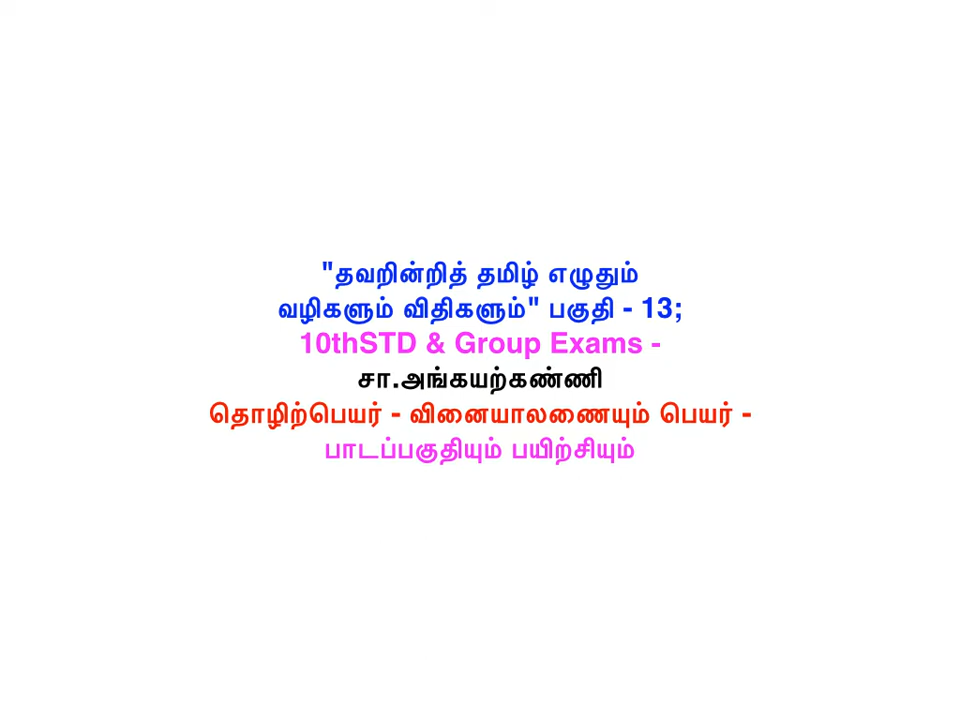 "தவறின்றித் தமிழ் எழுதும்
வழிகளும் விதிகளும்" பகுதி - 13;
10thSTD & Group Exams -
சா.அங்கயற்கண்ணி
தொழிற்பெயர் - வினையாலணையும் பெயர் -
பாடப்பகுதியும் பயிற்சியும்